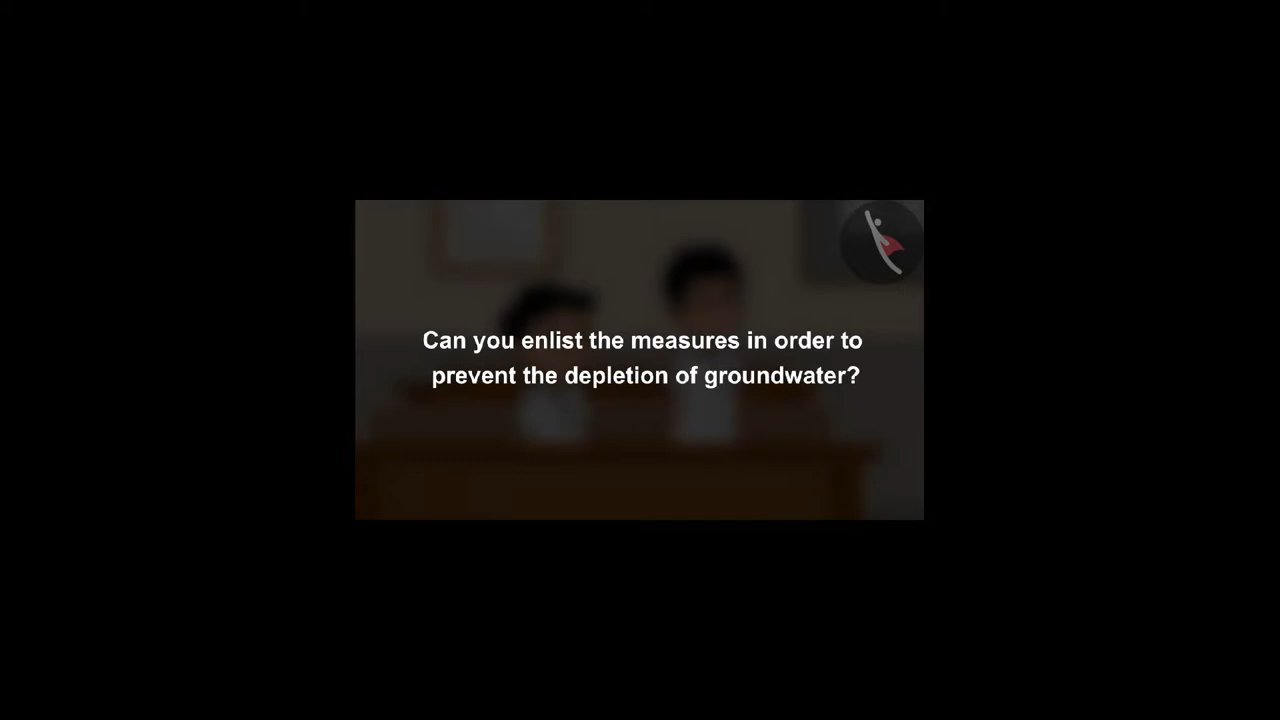 Can you enlist the measures in order to
prevent the depletion of groundwater?